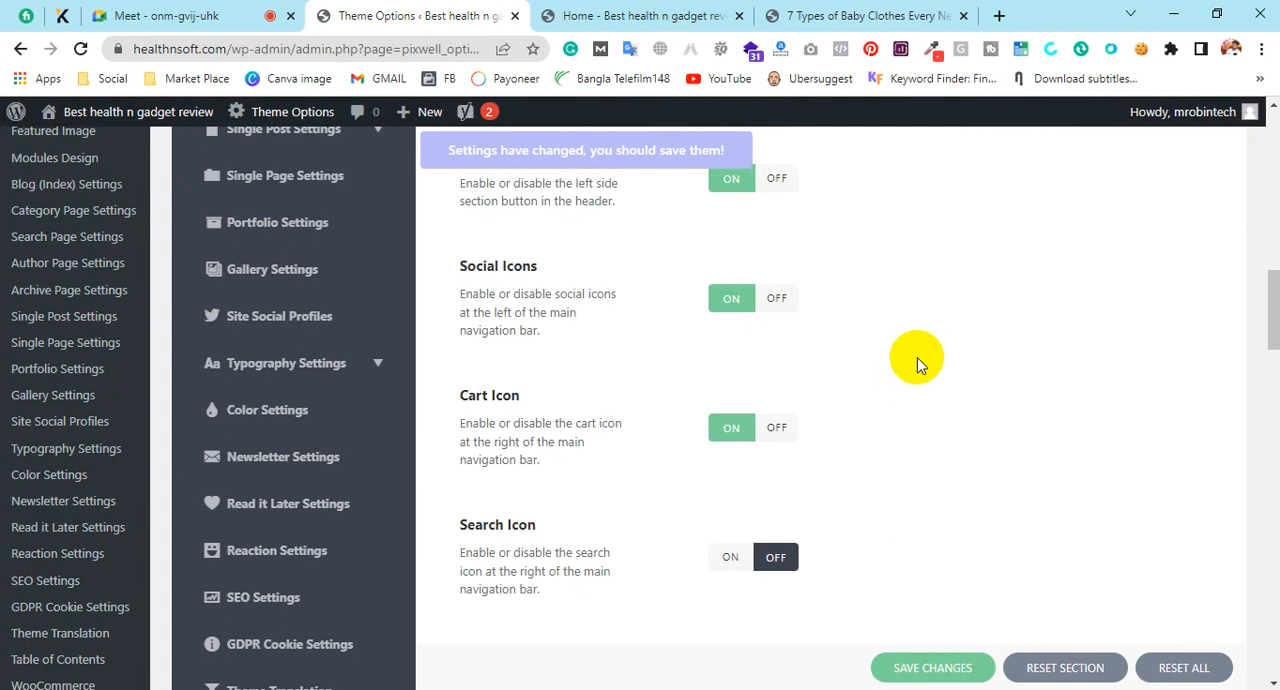 Meet - onm-gvij-uhk
Theme Options ‹ Best health n ga
Home - Best health n gadget rev
7 Types of Baby Clothes Every Ne
healthnsoft.com/wp-admin/admin.php?page=pixwell_opti...
31
Apps
Social
Market Place
Canva image
GMAIL
FB
Payoneer
Bangla Telefilm148
YouTube
Ubersuggest
Keyword Finder: Fin...
Download subtitles...
»
Best health n gadget review
Theme Options
0
New
2
Howdy, mrobintech
Featured Image
Modules Design
Blog (Index) Settings
Category Page Settings
Search Page Settings
Author Page Settings
Archive Page Settings
Single Post Settings
Single Page Settings
Portfolio Settings
Gallery Settings
Site Social Profiles
Typography Settings
Color Settings
Newsletter Settings
Read it Later Settings
Reaction Settings
SEO Settings
GDPR Cookie Settings
Theme Translation
Table of Contents
WooCommerce
Single Post Settings
Single Page Settings
Portfolio Settings
Gallery Settings
Site Social Profiles
Aa Typography Settings
Color Settings
Newsletter Settings
Read it Later Settings
Reaction Settings
SEO Settings
GDPR Cookie Settings
Theme Translation
Settings have changed, you should save them!
Enable or disable the left side
section button in the header.
ON OFF
Social Icons
Enable or disable social icons
at the left of the main
navigation bar.
ON OFF
Cart Icon
Enable or disable the cart icon
at the right of the main
navigation bar.
ON OFF
Search Icon
Enable or disable the search
icon at the right of the main
navigation bar.
ON OFF
SAVE CHANGES
RESET SECTION
RESET ALL